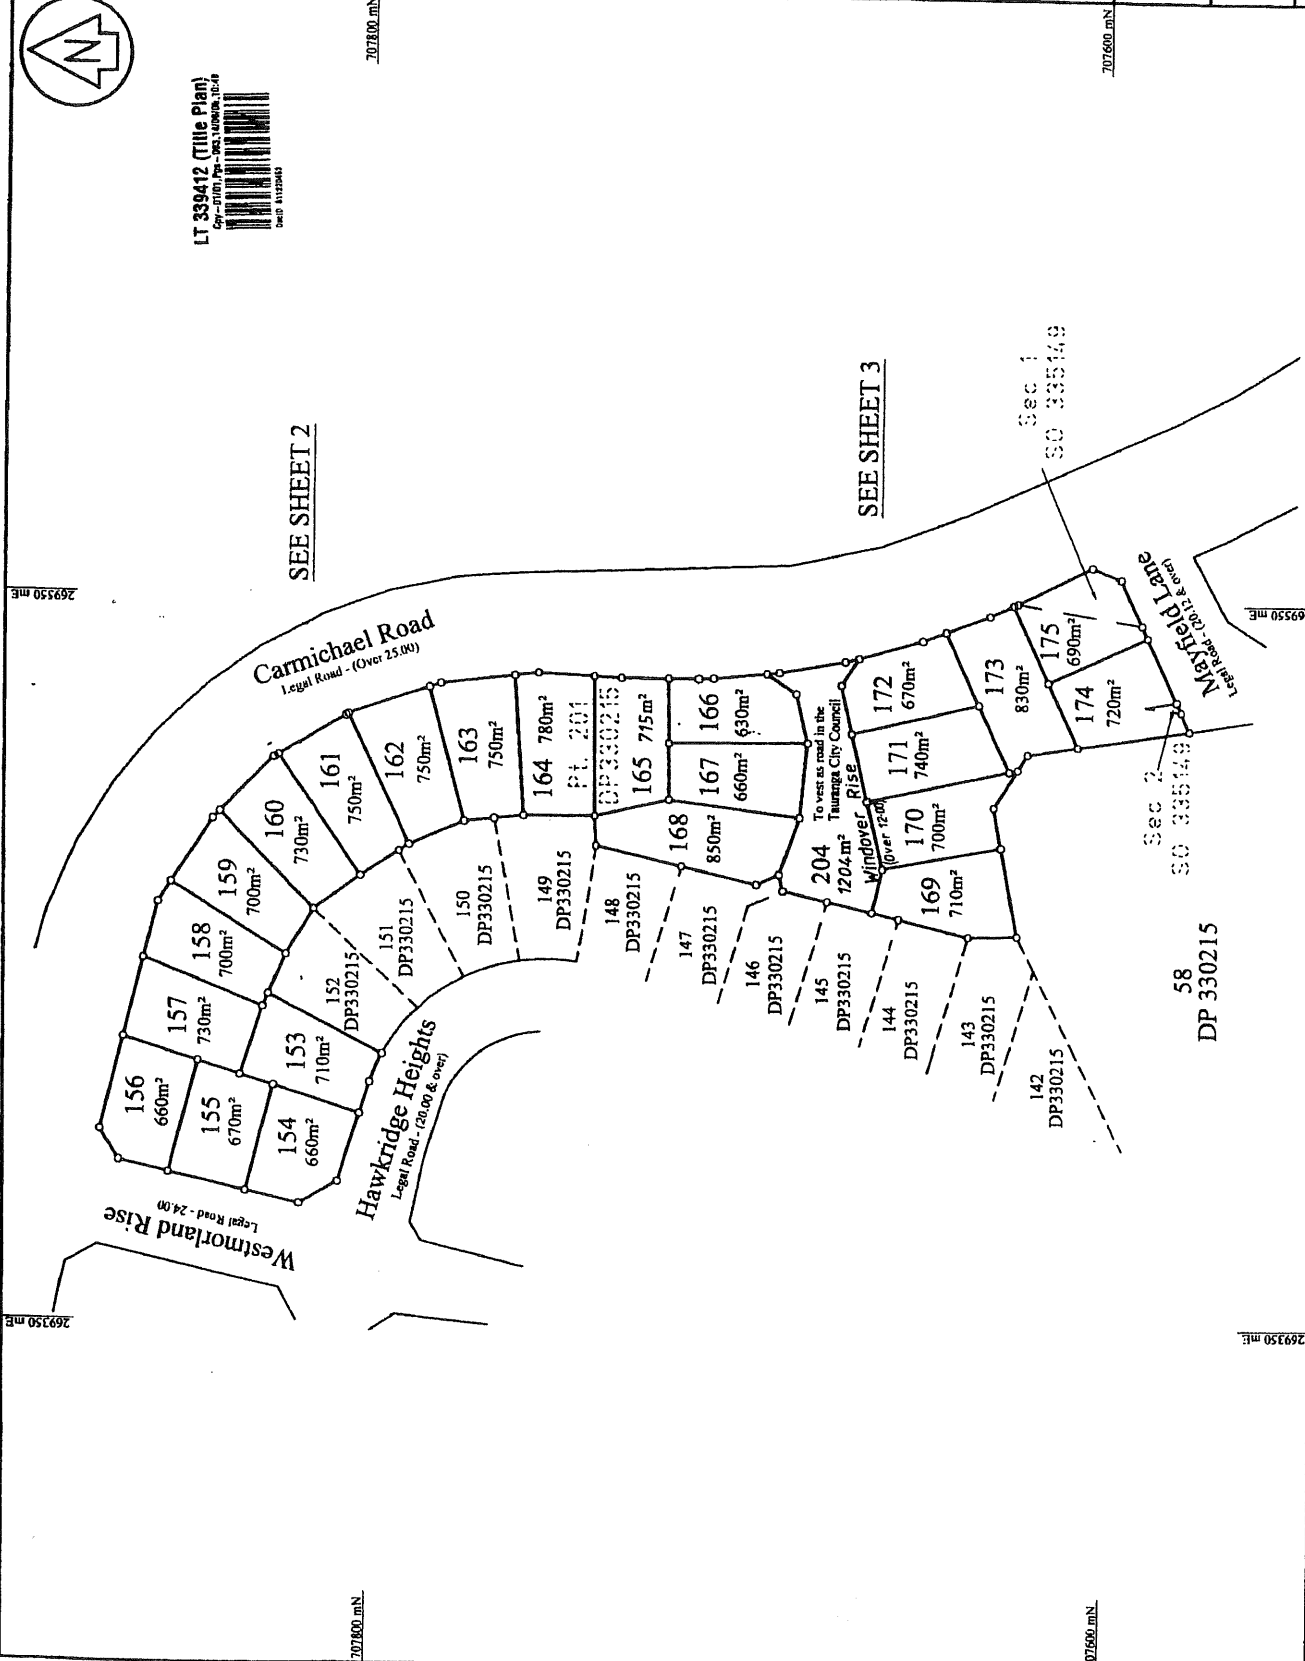 N
LT 339412 (Title Plan)
707800 mN
707600 mN
SEE SHEET 2
SEE SHEET 3
269550 mE
269550
Sec 1
SO 335149
Carmichael Road
Legal Road - (Over 25.00)
Mayfield Lane
Legal Road - (20.12 & over)
156
660m²
155
670m²
154
660m²
157
730m²
153
710m²
158
700m²
159
700m²
160
730m²
161
750m²
162
750m²
163
750m²
164 780m²
Pt. 201
DP330215
165 715m²
166
630m²
167
660m²
168
850m²
To vest as road in the
Tauranga City Council
204
1204m²
Windover Rise
(over 12.00)
172
670m²
171
740m²
170
700m²
169
710m²
173
830m²
175
690m²
174
720m²
Sec 2
SO 335149
152
DP330215
151
DP330215
150
DP330215
149
DP330215
148
DP330215
147
DP330215
146
DP330215
145
DP330215
144
DP330215
143
DP330215
142
DP330215
58
DP 330215
Hawkridge Heights
Legal Road - (20.00 & over)
Westmorland Rise
Legal Road - 24.00
269350 mE
269350 mE
707800 mN
07600 mN